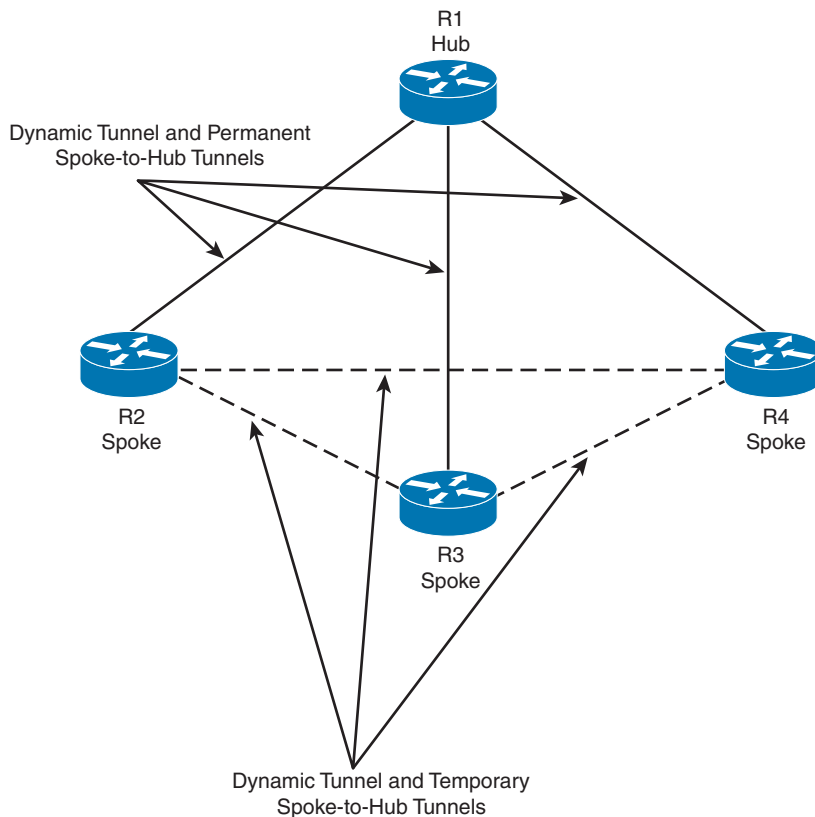 R1
Hub
Dynamic Tunnel and Permanent
Spoke-to-Hub Tunnels
R2
Spoke
R4
Spoke
R3
Spoke
Dynamic Tunnel and Temporary
Spoke-to-Hub Tunnels